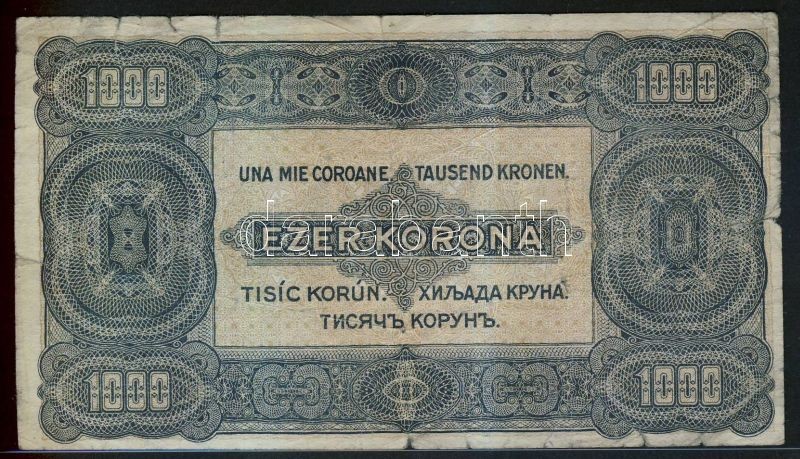 1000 1000
UNA MIE COROANE. TAUSEND KRONEN.
EZER KORONA
TISÍC KORÚN. ХИЉАДА КРУНА.
ТИСЯЧЪ КОРУНЪ.
1000 1000